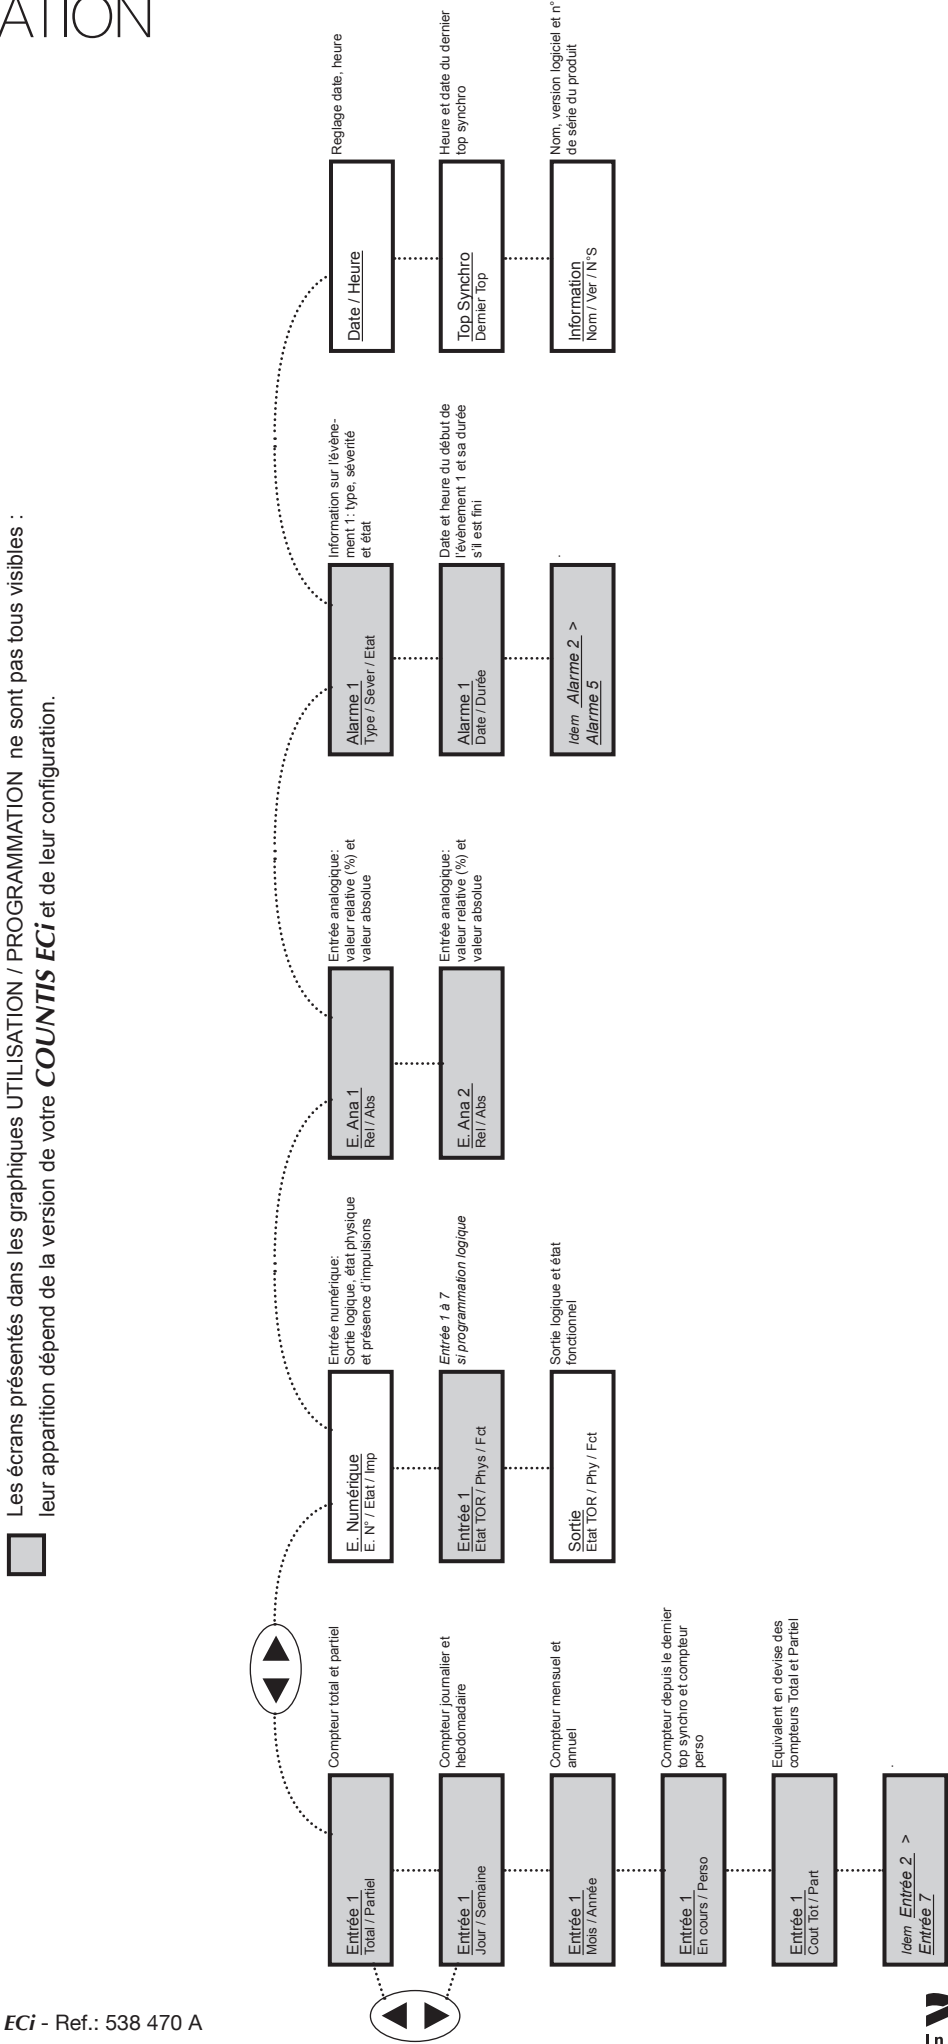 ATION
Les écrans présentés dans les graphiques UTILISATION / PROGRAMMATION ne sont pas tous visibles :
leur apparition dépend de la version de votre COUNTIS ECi et de leur configuration.
Entrée 1
Total / Partiel
Compteur total et partiel
Entrée 1
Jour / Semaine
Compteur journalier et
hebdomadaire
Entrée 1
Mois / Année
Compteur mensuel et
annuel
Entrée 1
En cours / Perso
Compteur depuis le dernier
top synchro et compteur
perso
Entrée 1
Cout Tot / Part
Equivalent en devise des
compteurs Total et Partiel
Idem Entrée 2 >
Entrée 7
.
E. Numérique
E. N° / Etat / Imp
Entrée numérique:
Sortie logique, état physique
et présence d'impulsions
Entrée 1
Etat TOR / Phys / Fct
Entrée 1 à 7
si programmation logique
Sortie
Etat TOR / Phy / Fct
Sortie logique et état
fonctionnel
E. Ana 1
Rel / Abs
Entrée analogique:
valeur relative (%) et
valeur absolue
E. Ana 2
Rel / Abs
Entrée analogique:
valeur relative (%) et
valeur absolue
Alarme 1
Type / Sever / Etat
Information sur l'évène-
ment 1: type, séverité
et état
Alarme 1
Date / Durée
Date et heure du début de
l'évènement 1 et sa durée
s'il est fini
Idem Alarme 2 >
Alarme 5
.
Date / Heure
Reglage date, heure
Top Synchro
Dernier Top
Heure et date du dernier
top synchro
Information
Nom / Ver / N°S
Nom, version logiciel et n°
de série du produit
ECi - Ref.: 538 470 A